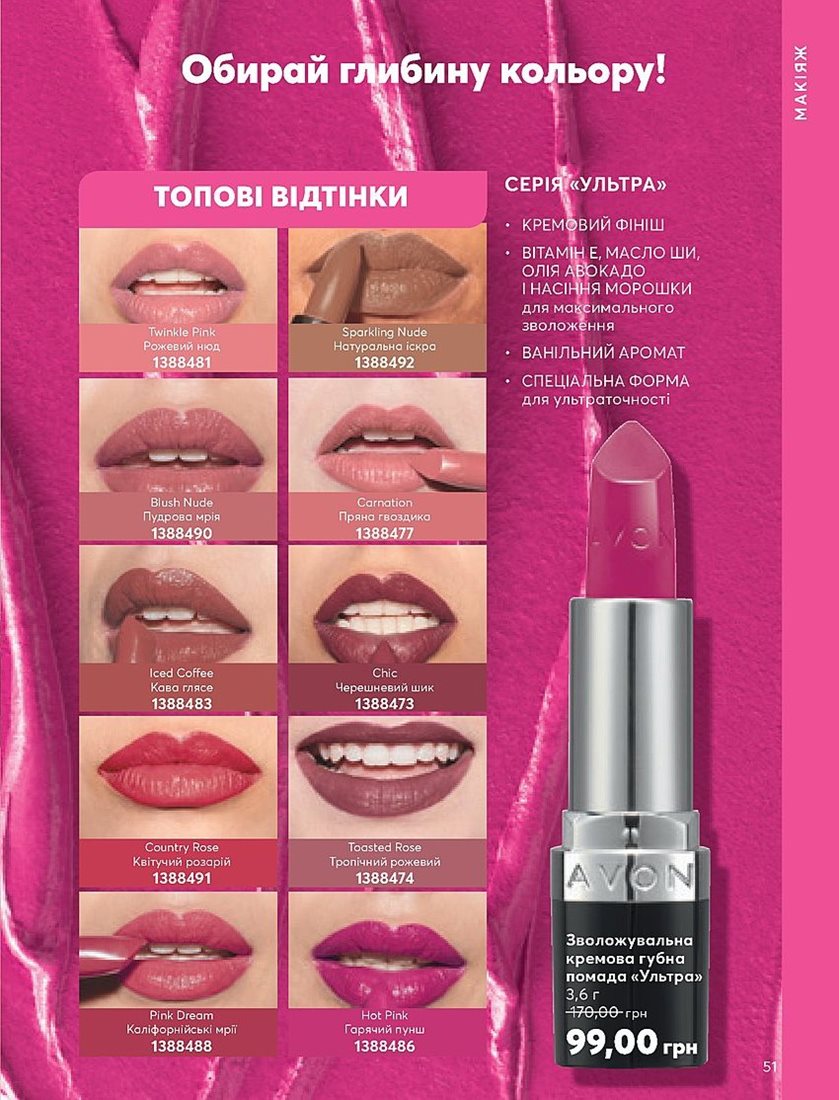 МАКІЯЖ
Обирай глибину кольору!
ТОПОВІ ВІДТІНКИ
Twinkle Pink
Рожевий нюд
1388481
Sparkling Nude
Натуральна іскра
1388492
Blush Nude
Пудрова мрія
1388490
Carnation
Пряна гвоздика
1388477
Iced Coffee
Кава глясе
1388483
Chic
Черешневий шик
1388473
Country Rose
Квітучий розарій
1388491
Toasted Rose
Тропічний рожевий
1388474
Pink Dream
Каліфорнійські мрії
1388488
Hot Pink
Гарячий пунш
1388486
СЕРІЯ «УЛЬТРА»
• КРЕМОВИЙ ФІНІШ
• ВІТАМІН Е, МАСЛО ШИ,
ОЛІЯ АВОКАДО
І НАСІННЯ МОРОШКИ
для максимального
зволоження
• ВАНІЛЬНИЙ АРОМАТ
• СПЕЦІАЛЬНА ФОРМА
для ультраточності
AVON
AVON
Зволожувальна
кремова губна
помада «Ультра»
3,6 г
170,00 грн
99,00 грн
51